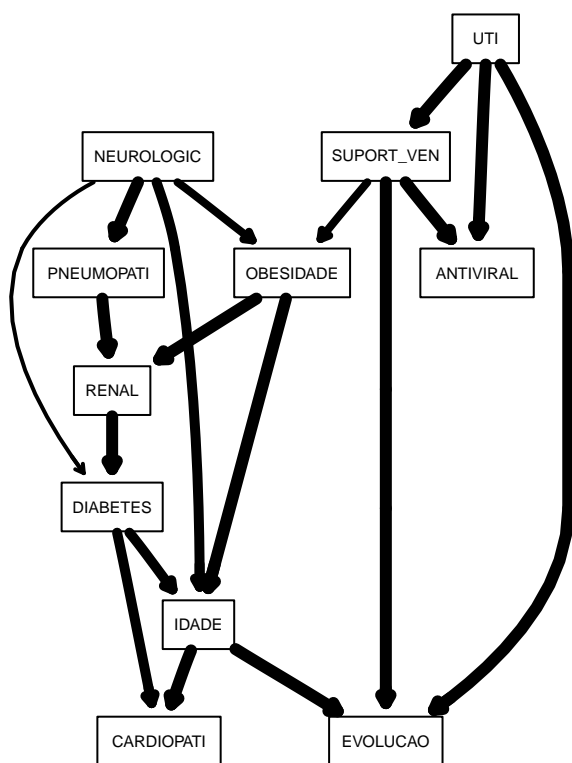 UTI
NEUROLOGIC
SUPORT_VEN
PNEUMOPATI
OBESIDADE
ANTIVIRAL
RENAL
DIABETES
IDADE
CARDIOPATI
EVOLUCAO